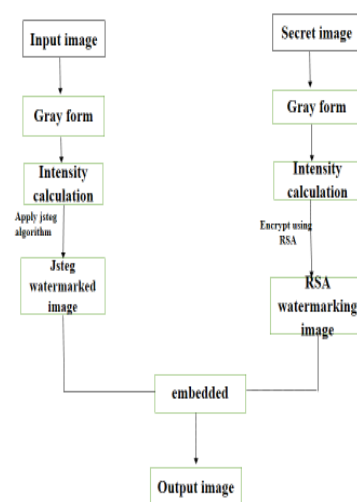 Input image
Gray form
Intensity
calculation
Apply jsteg
algorithm
Jsteg
watermarked
image
Secret image
Gray form
Intensity
calculation
Encrypt using
RSA
RSA
watermarking
image
embedded
Output image